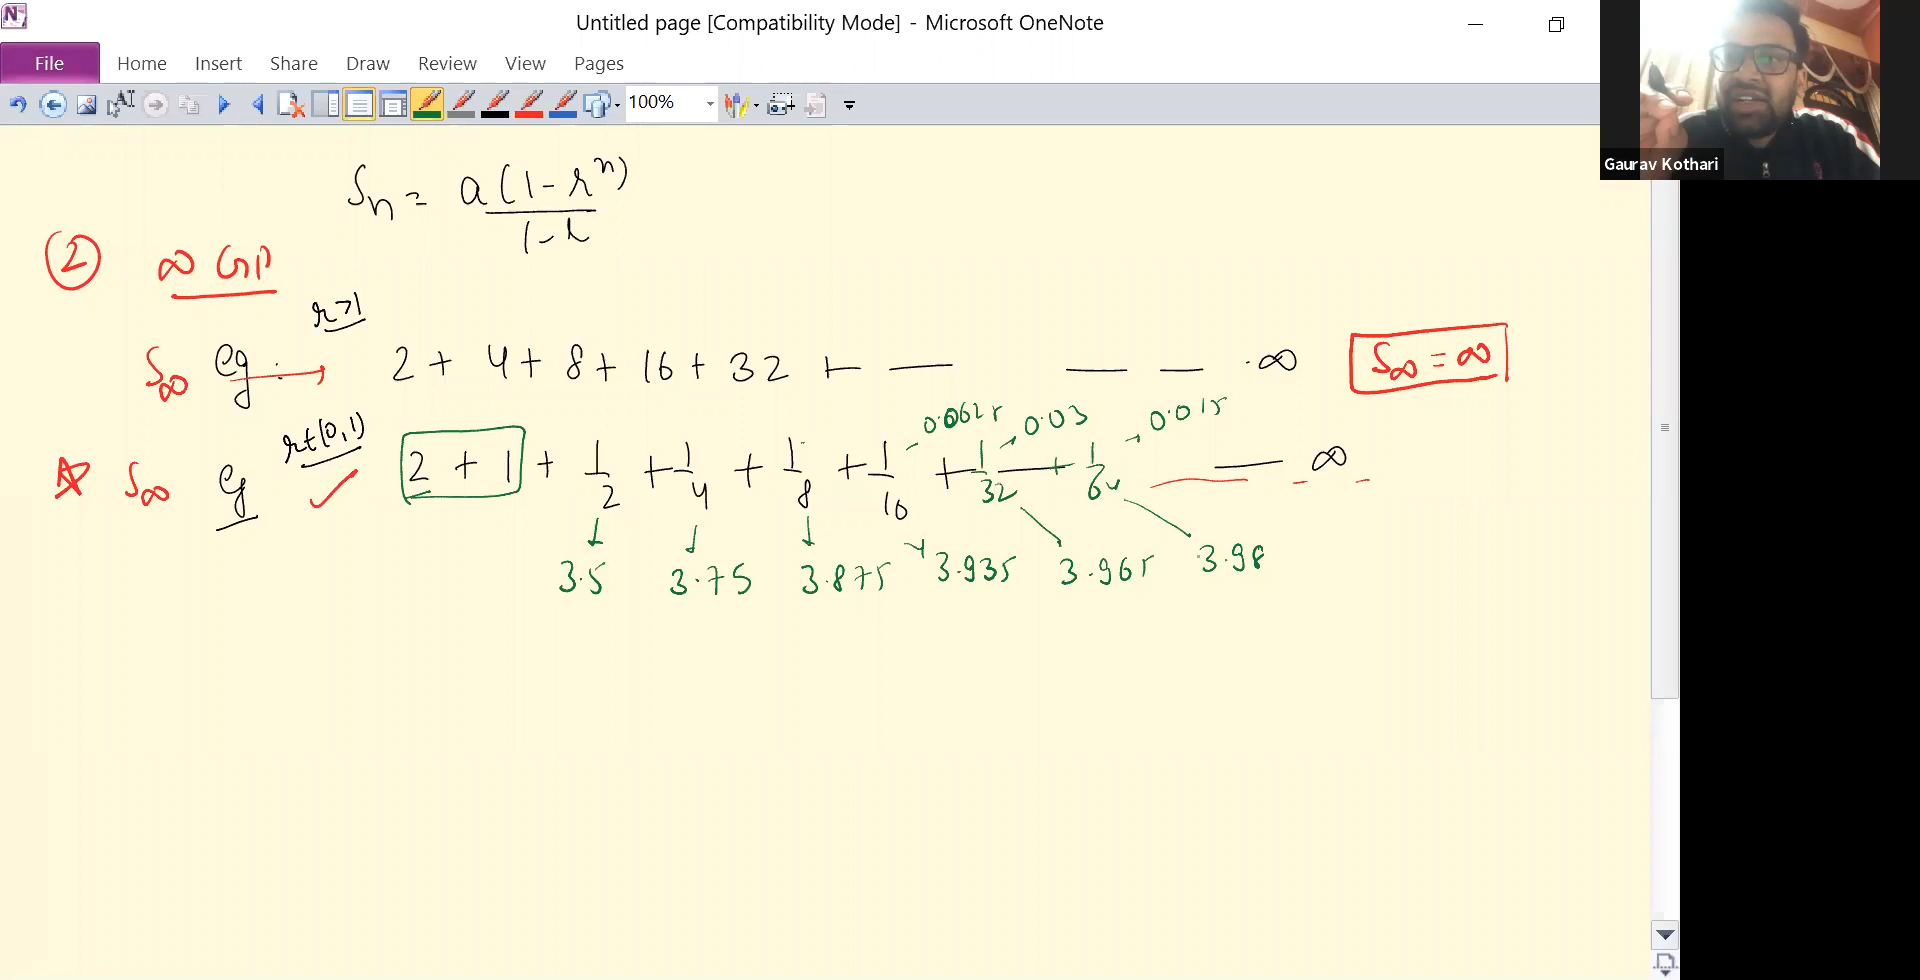 Untitled page [Compatibility Mode] - Microsoft OneNote
File Home Insert Share Draw Review View Pages
100%
Gaurav Kothari
Sn = a(1-r^n)/(1-r)
② ∞ GP
r>1
S∞ eg. → 2 + 4 + 8 + 16 + 32 + — — — ∞ S∞ = ∞
r∈(0,1) 0.0625 0.03 0.015
S∞ eg 2 + 1 + 1/2 + 1/4 + 1/8 + 1/16 + 1/32 + 1/64 — ∞
3.5 3.75 3.875 3.935 3.965 3.98